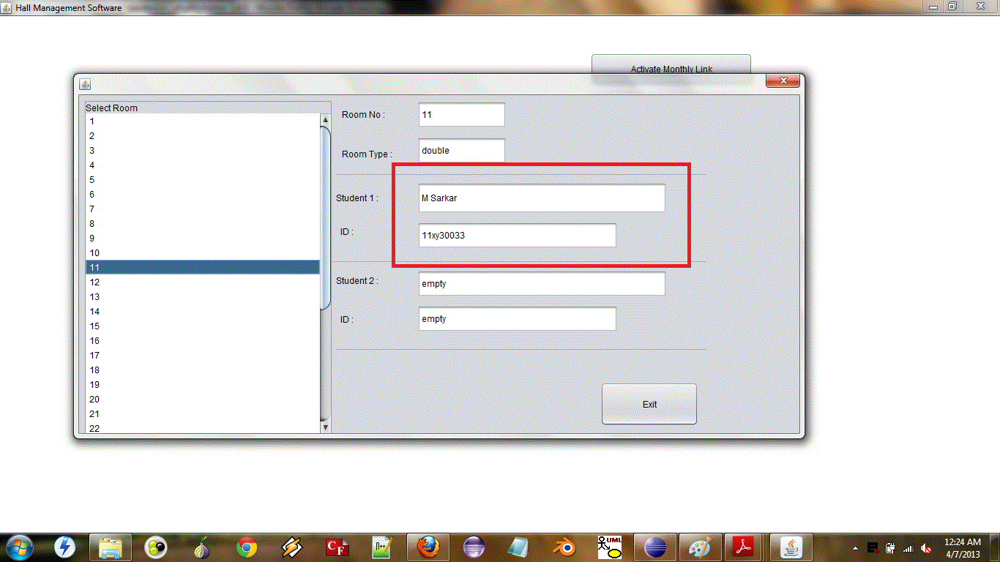 Hall Management Software
Activate Monthly Link
Select Room
1
2
3
4
5
6
7
8
9
10
11
12
13
14
15
16
17
18
19
20
21
22
Room No : 11
Room Type : double
Student 1 : M Sarkar
ID : 11xy30033
Student 2 : empty
ID : empty
Exit
CF
n++
UML
12:24 AM
4/7/2013